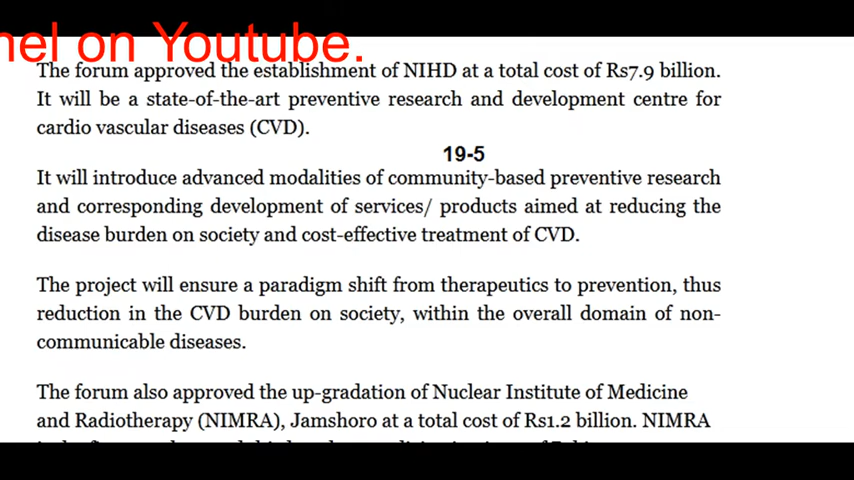 nel on Youtube.
The forum approved the establishment of NIHD at a total cost of Rs7.9 billion.
It will be a state-of-the-art preventive research and development centre for
cardio vascular diseases (CVD).
19-5
It will introduce advanced modalities of community-based preventive research
and corresponding development of services/ products aimed at reducing the
disease burden on society and cost-effective treatment of CVD.
The project will ensure a paradigm shift from therapeutics to prevention, thus
reduction in the CVD burden on society, within the overall domain of non-
communicable diseases.
The forum also approved the up-gradation of Nuclear Institute of Medicine
and Radiotherapy (NIMRA), Jamshoro at a total cost of Rs1.2 billion. NIMRA